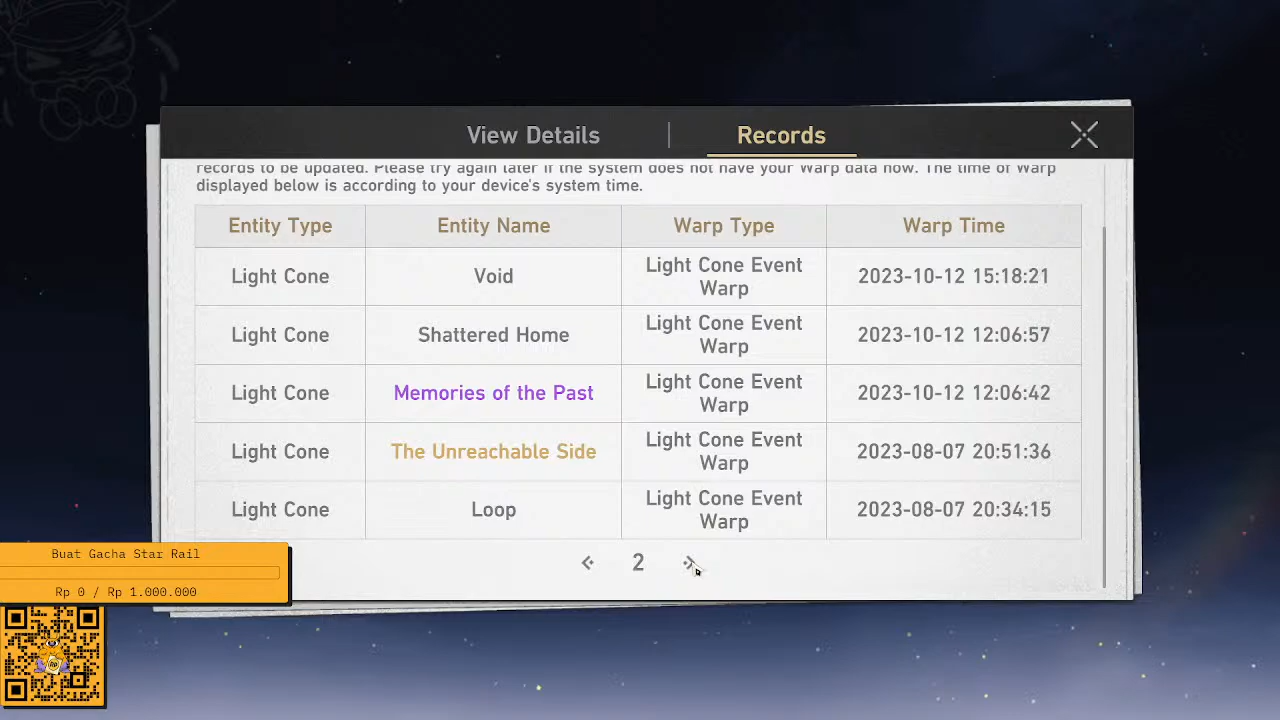 View Details | Records
records to be updated. Please try again later if the system does not have your Warp data now. The time of Warp
displayed below is according to your device's system time.
Entity Type Entity Name Warp Type Warp Time
Light Cone Void Light Cone Event Warp 2023-10-12 15:18:21
Light Cone Shattered Home Light Cone Event Warp 2023-10-12 12:06:57
Light Cone Memories of the Past Light Cone Event Warp 2023-10-12 12:06:42
Light Cone The Unreachable Side Light Cone Event Warp 2023-08-07 20:51:36
Light Cone Loop Light Cone Event Warp 2023-08-07 20:34:15
2
Buat Gacha Star Rail
Rp 0 / Rp 1.000.000